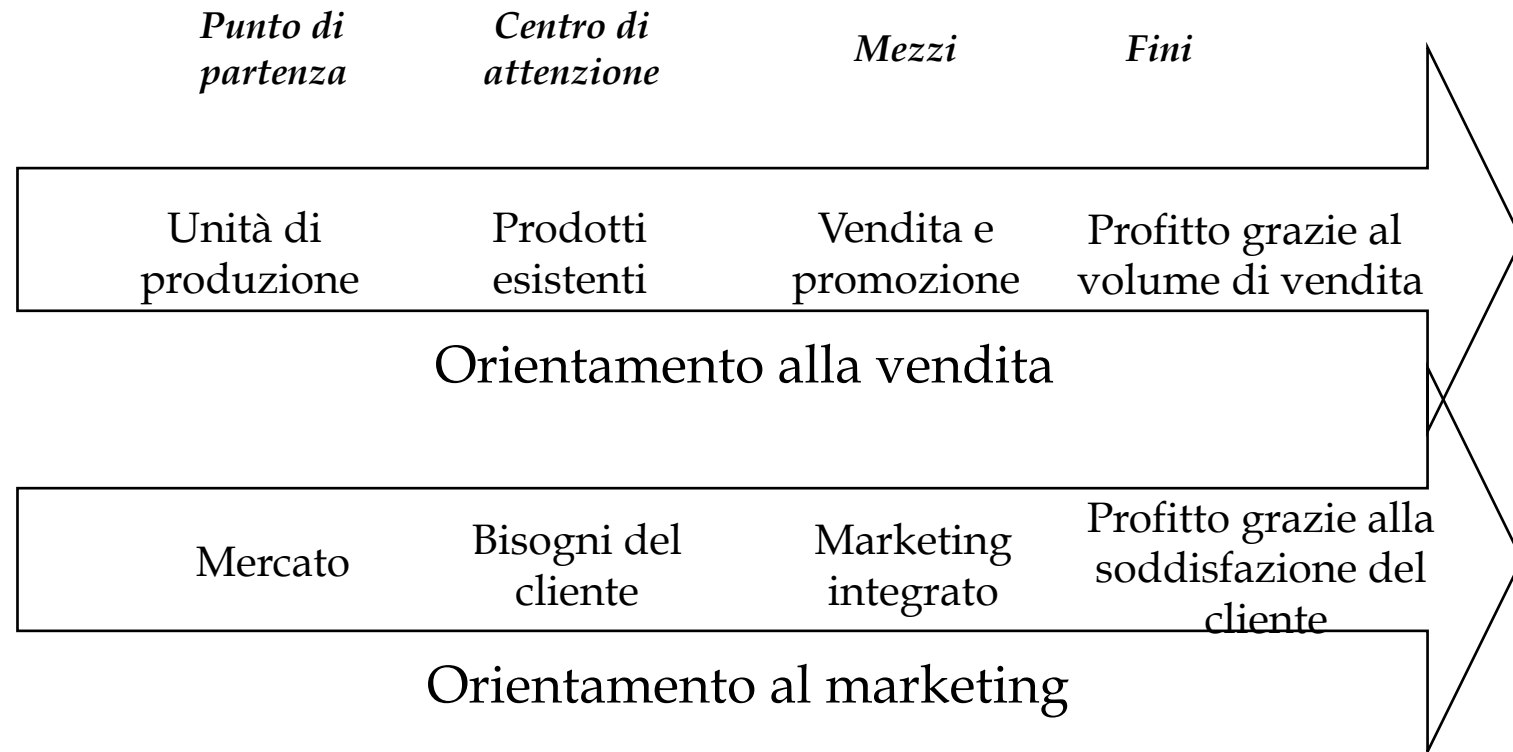 Punto di
partenza
Centro di
attenzione
Mezzi
Fini
Unità di
produzione
Prodotti
esistenti
Vendita e
promozione
Profitto grazie al
volume di vendita
Orientamento alla vendita
Mercato
Bisogni del
cliente
Marketing
integrato
Profitto grazie alla
soddisfazione del
cliente
Orientamento al marketing